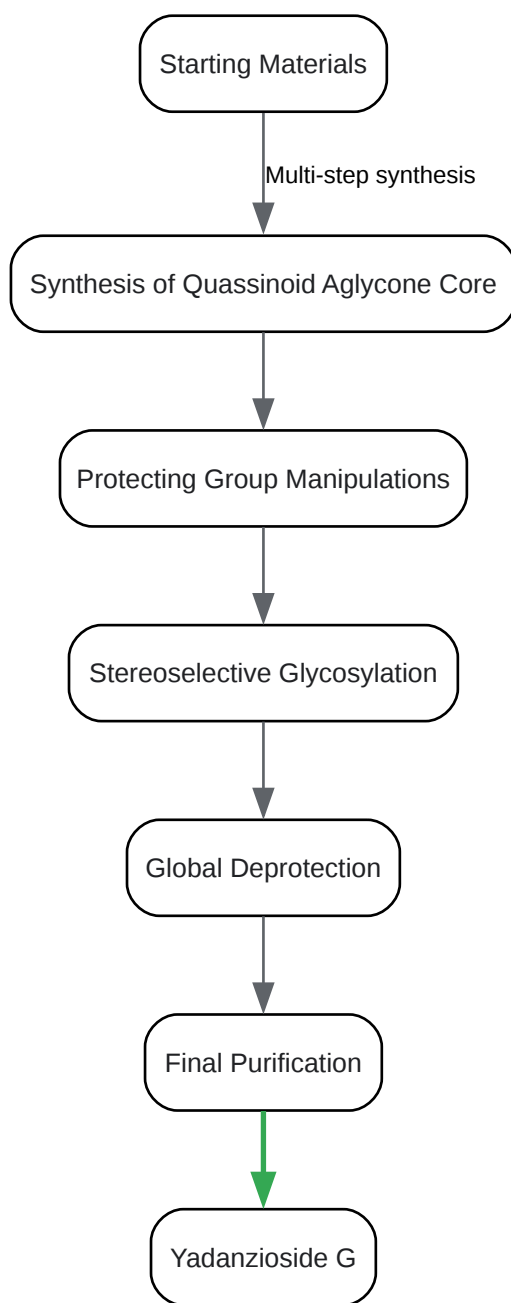 Starting Materials
Multi-step synthesis
Synthesis of Quassinoid Aglycone Core
Protecting Group Manipulations
Stereoselective Glycosylation
Global Deprotection
Final Purification
Yadanzioside G